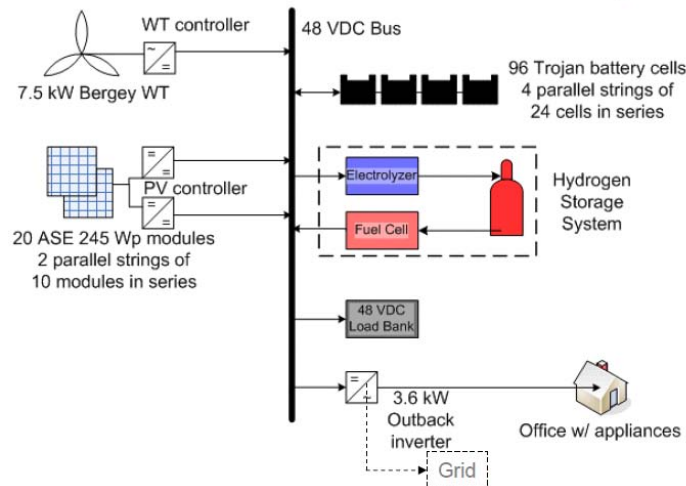 WT controller
48 VDC Bus
7.5 kW Bergey WT
96 Trojan battery cells
4 parallel strings of
24 cells in series
PV controller
20 ASE 245 Wp modules
2 parallel strings of
10 modules in series
Electrolyzer
Fuel Cell
Hydrogen
Storage
System
48 VDC
Load Bank
3.6 kW
Outback
inverter
Office w/ appliances
Grid